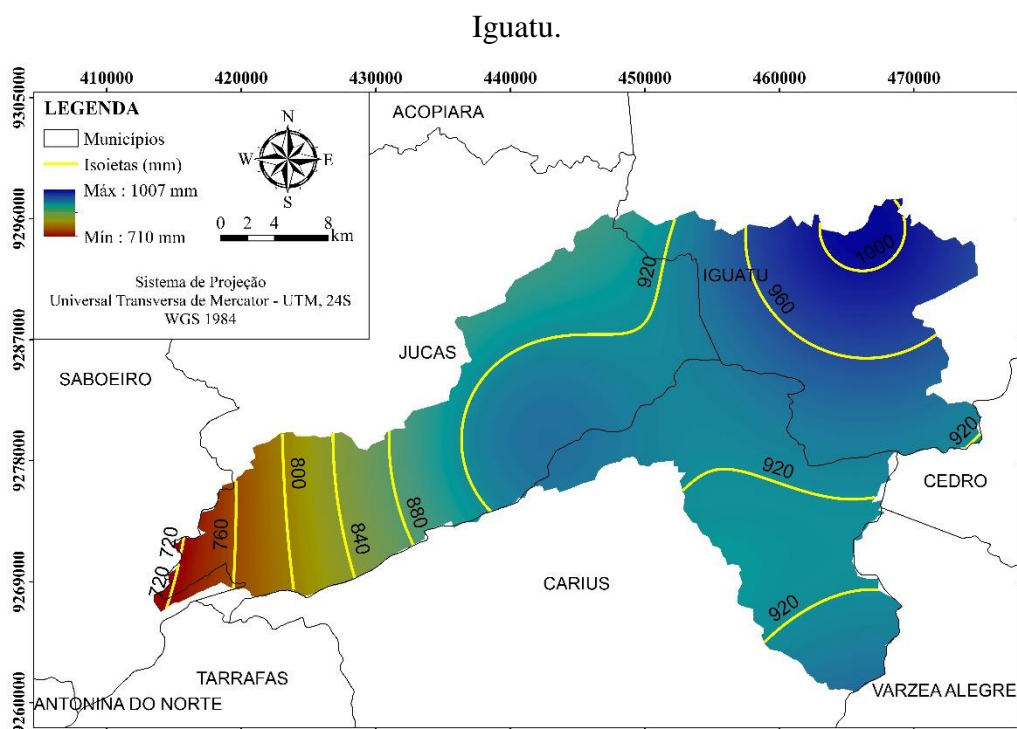 Iguatu.
410000 420000 430000 440000 450000 460000 470000
9305000
9296000
9287000
9278000
9269000
9260000
LEGENDA
Municípios
Isoietas (mm)
Máx : 1007 mm
Mín : 710 mm
N
W E
S
0 2 4 8
km
Sistema de Projeção
Universal Transversa de Mercator - UTM, 24S
WGS 1984
ACOPIARA
IGUATU
JUCAS
SABOEIRO
CEDRO
CARIUS
TARRAFAS
ANTONINA DO NORTE
VARZEA ALEGRE
1000
960
920
920
920
920
880
840
800
760
720
720